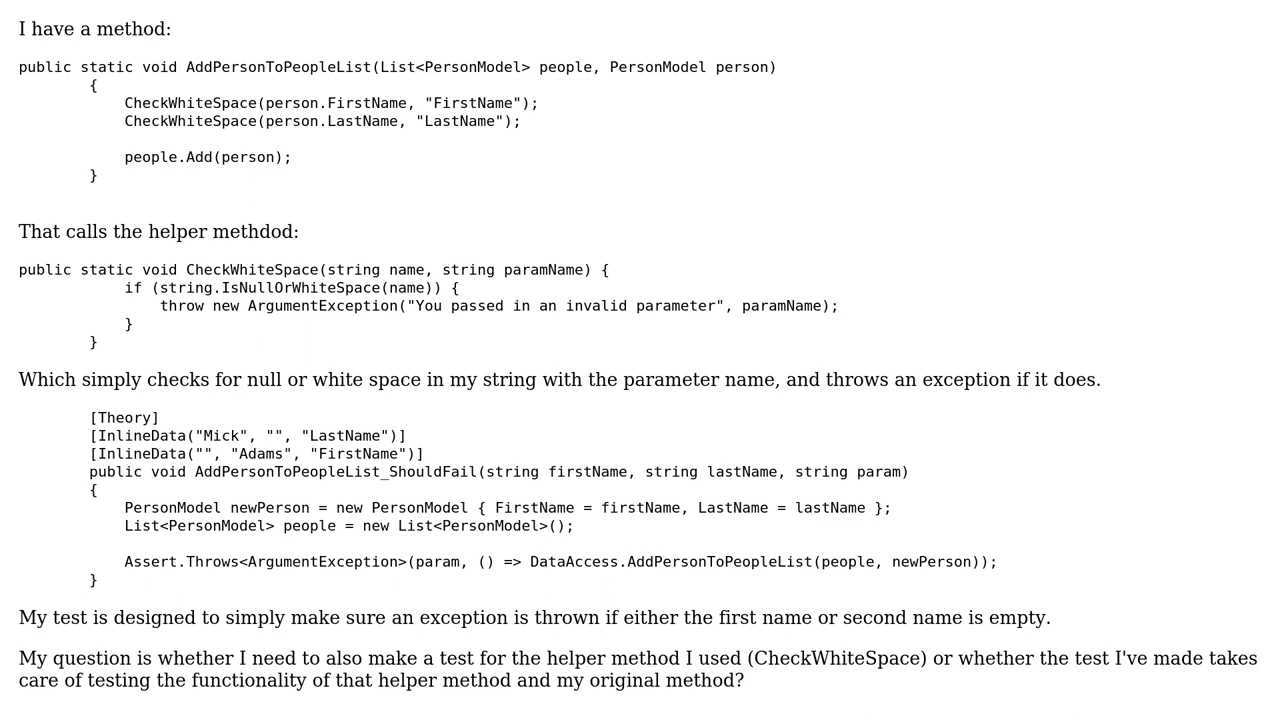 I have a method:
public static void AddPersonToPeopleList(List<PersonModel> people, PersonModel person)
{
CheckWhiteSpace(person.FirstName, "FirstName");
CheckWhiteSpace(person.LastName, "LastName");
people.Add(person);
}
That calls the helper methdod:
public static void CheckWhiteSpace(string name, string paramName) {
if (string.IsNullOrWhiteSpace(name)) {
throw new ArgumentException("You passed in an invalid parameter", paramName);
}
}
Which simply checks for null or white space in my string with the parameter name, and throws an exception if it does.
[Theory]
[InlineData("Mick", "", "LastName")]
[InlineData("", "Adams", "FirstName")]
public void AddPersonToPeopleList_ShouldFail(string firstName, string lastName, string param)
{
PersonModel newPerson = new PersonModel { FirstName = firstName, LastName = lastName };
List<PersonModel> people = new List<PersonModel>();
Assert.Throws<ArgumentException>(param, () => DataAccess.AddPersonToPeopleList(people, newPerson));
}
My test is designed to simply make sure an exception is thrown if either the first name or second name is empty.
My question is whether I need to also make a test for the helper method I used (CheckWhiteSpace) or whether the test I've made takes
care of testing the functionality of that helper method and my original method?